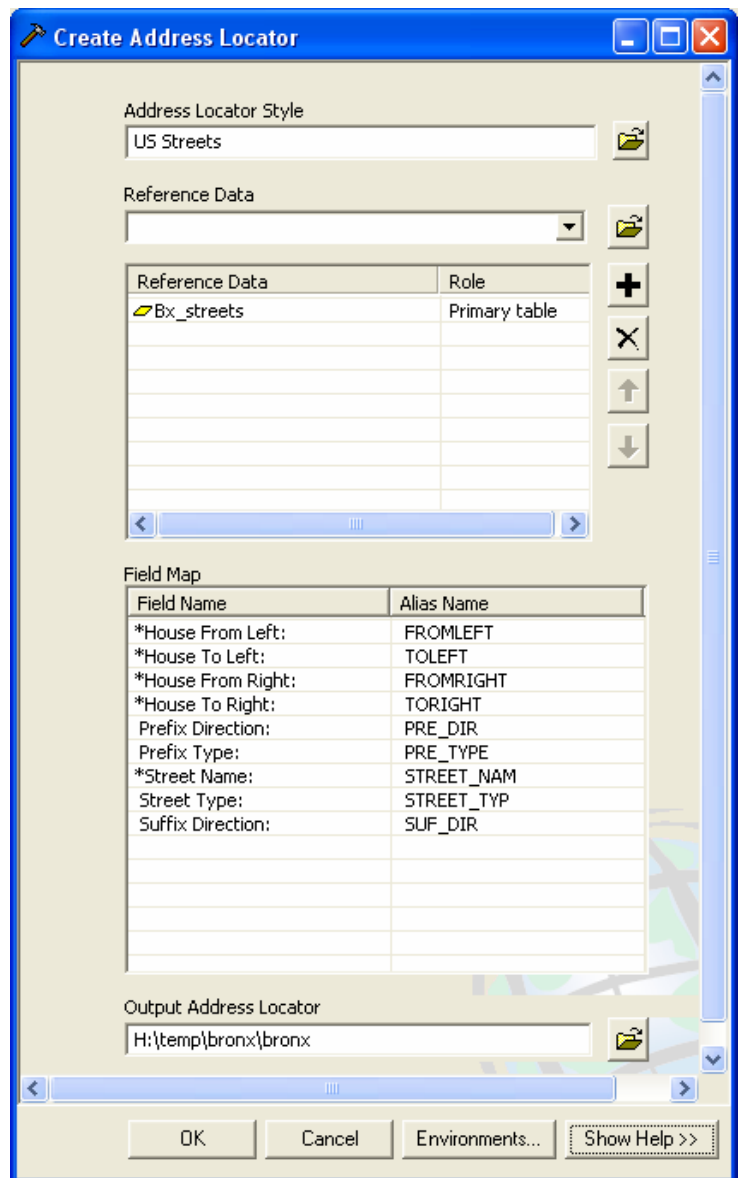 Create Address Locator
Address Locator Style
US Streets
Reference Data
Reference Data Role
Bx_streets Primary table
Field Map
Field Name Alias Name
*House From Left: FROMLEFT
*House To Left: TOLEFT
*House From Right: FROMRIGHT
*House To Right: TORIGHT
Prefix Direction: PRE_DIR
Prefix Type: PRE_TYPE
*Street Name: STREET_NAM
Street Type: STREET_TYP
Suffix Direction: SUF_DIR
Output Address Locator
H:\temp\bronx\bronx
OK Cancel Environments... Show Help >>